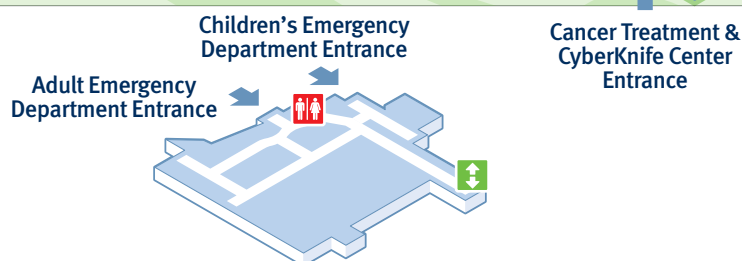 Children’s Emergency
Department Entrance
Adult Emergency
Department Entrance
Cancer Treatment &
CyberKnife Center
Entrance